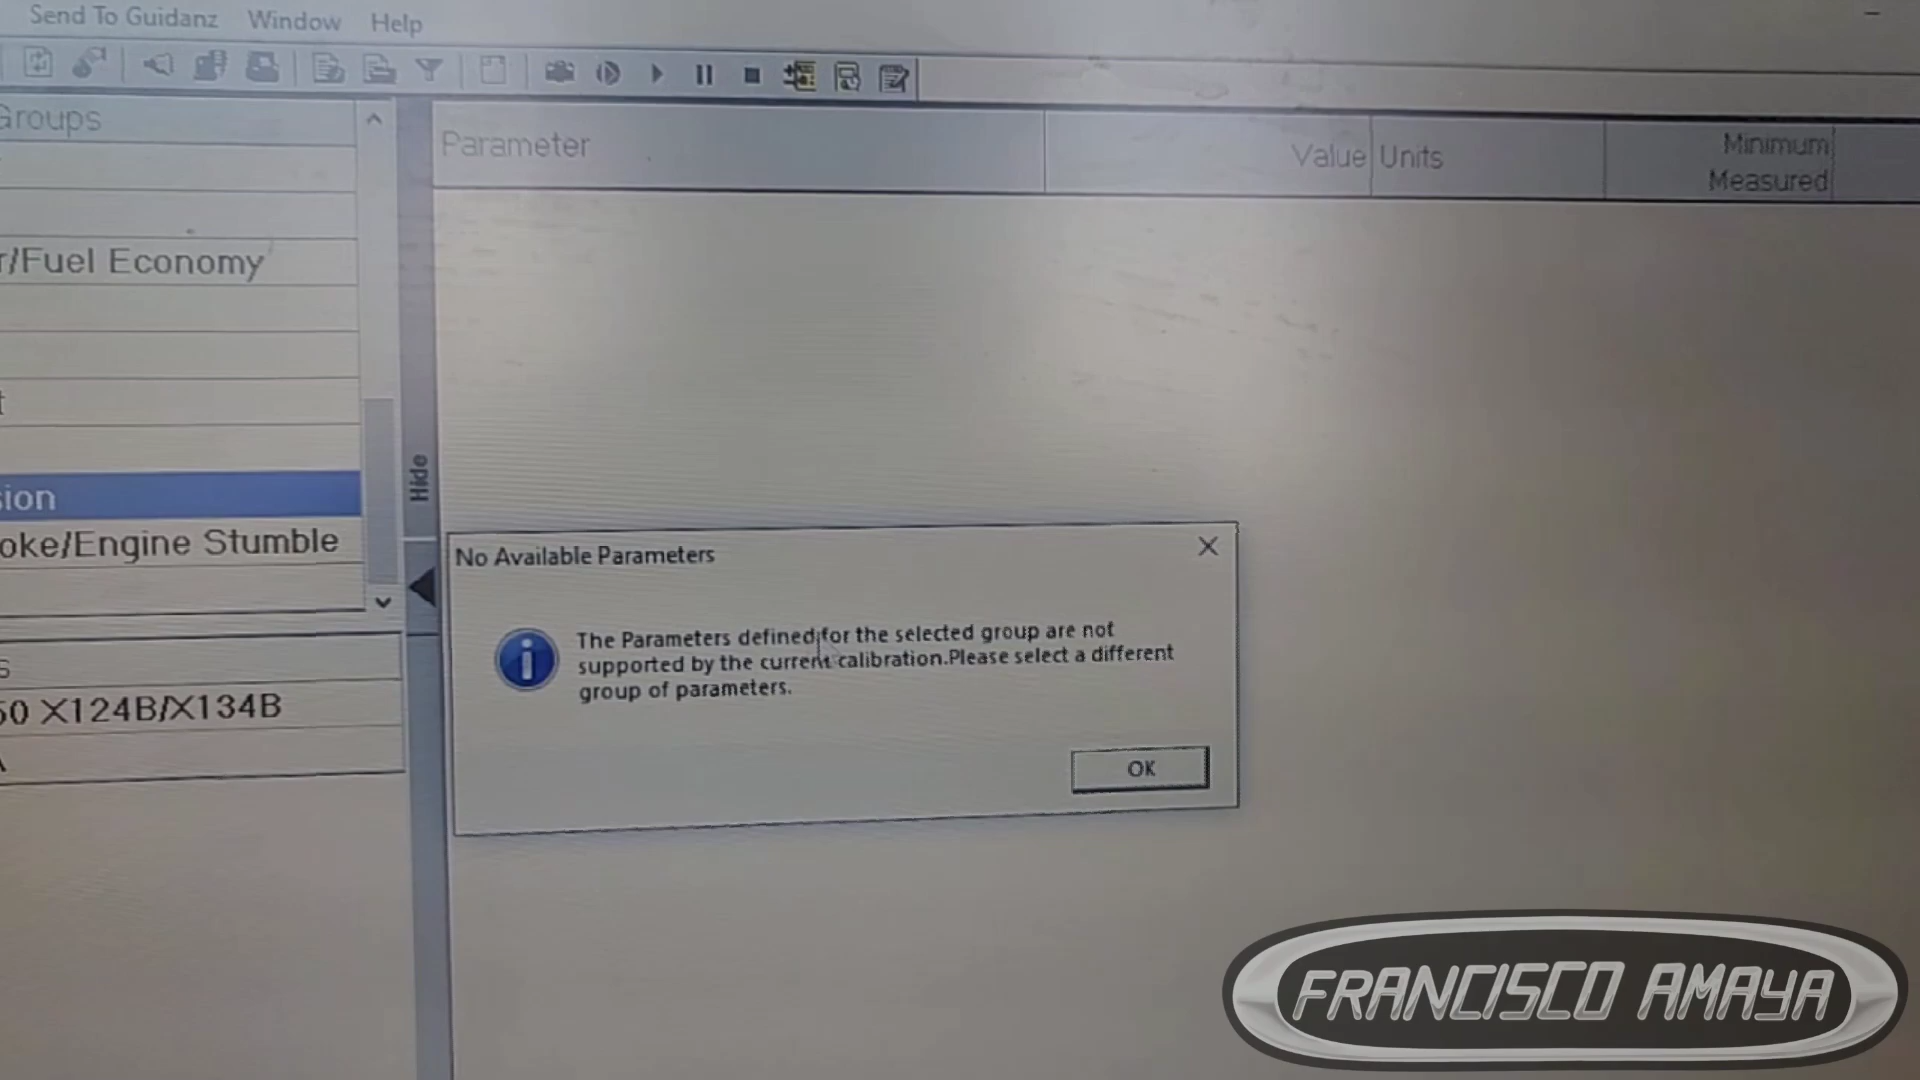 Send To Guidanz Window Help
Groups
Parameter
Value
Units
Minimum
Measured
r/Fuel Economy
t
sion
oke/Engine Stumble
Hide
s
50 X124B/X134B
No Available Parameters
The Parameters defined for the selected group are not
supported by the current calibration.Please select a different
group of parameters.
OK
FRANCISCO AMAYA